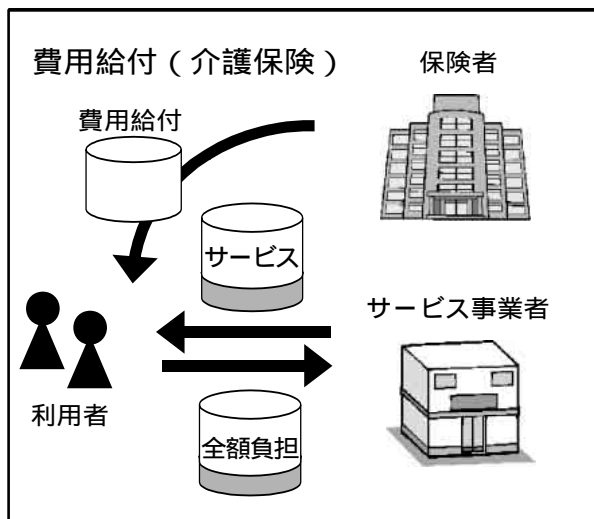 費用給付（介護保険）
保険者
費用給付
サービス
サービス事業者
利用者
全額負担